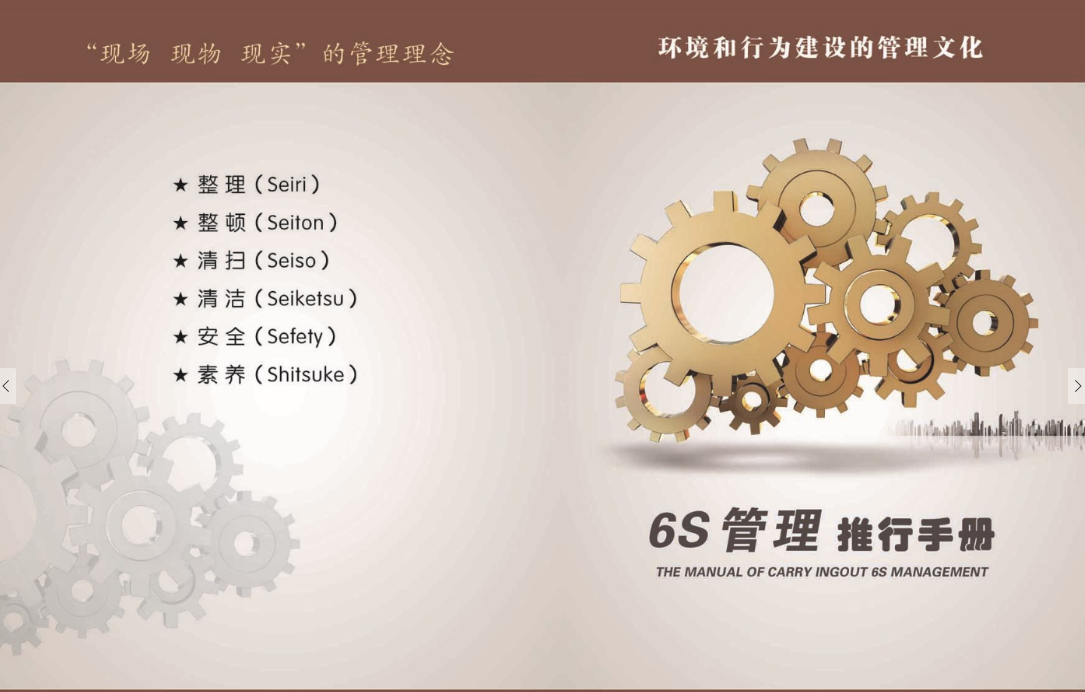 “现场 现物 现实”的管理理念
★ 整理(Seiri)
★ 整顿(Seiton)
★ 清扫(Seiso)
★ 清洁(Seiketsu)
★ 安全(Sefety)
★ 素养(Shitsuke)
环境和行为建设的管理文化
6S管理 推行手册
THE MANUAL OF CARRY INGOUT 6S MANAGEMENT